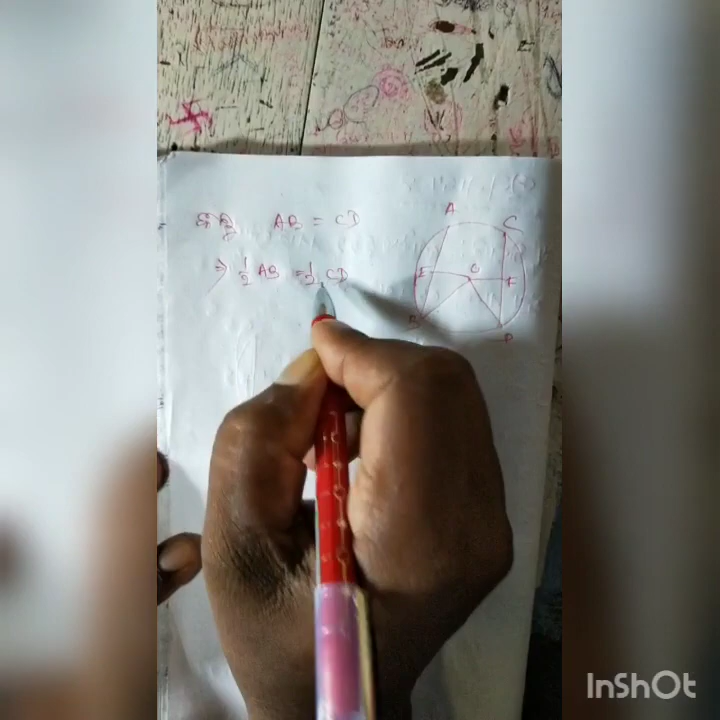 AB = CD
⇒ 1/2 AB = 1/2 CD
A
C
E
O
F
B
D
InShOt